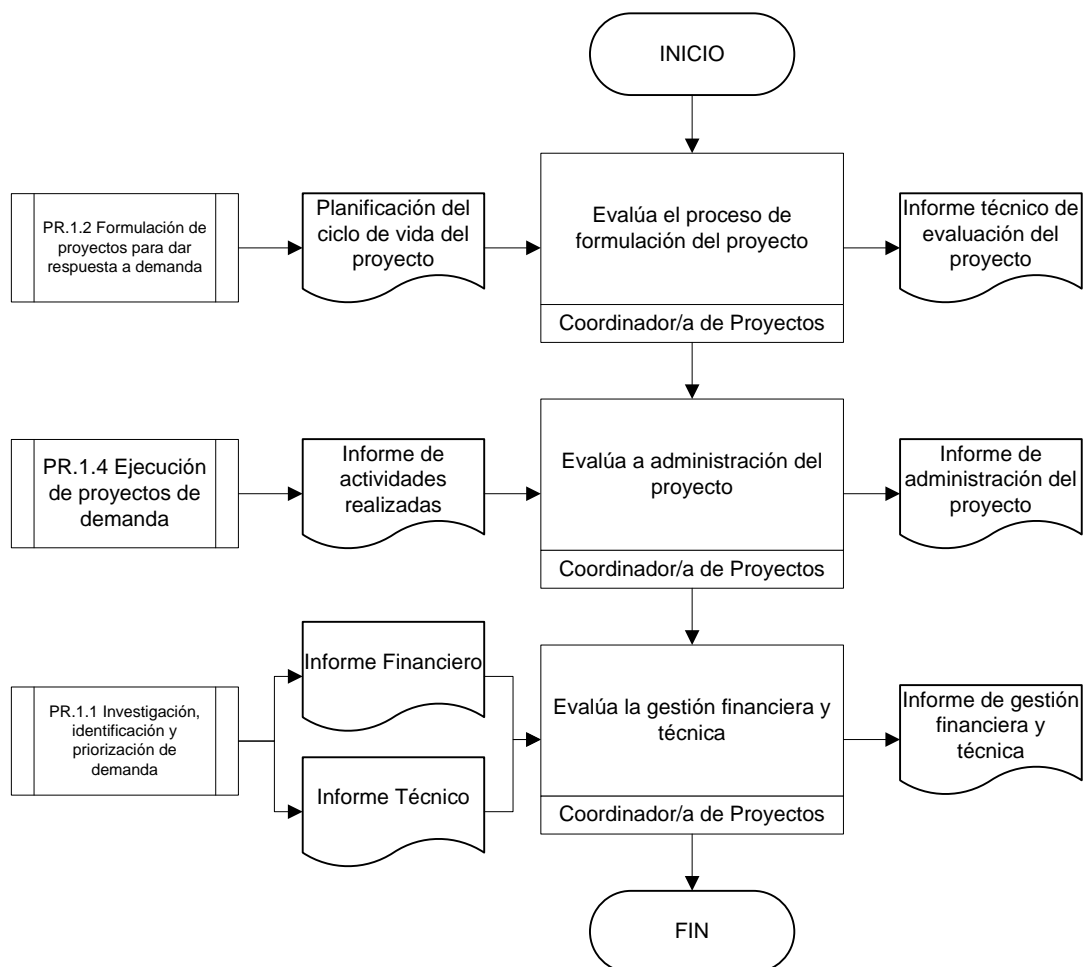 INICIO
PR.1.2 Formulación de
proyectos para dar
respuesta a demanda
Planificación del
ciclo de vida del
proyecto
Evalúa el proceso de
formulación del proyecto
Coordinador/a de Proyectos
Informe técnico de
evaluación del
proyecto
PR.1.4 Ejecución
de proyectos de
demanda
Informe de
actividades
realizadas
Evalúa a administración del
proyecto
Coordinador/a de Proyectos
Informe de
administración del
proyecto
PR.1.1 Investigación,
identificación y
priorización de
demanda
Informe Financiero
Informe Técnico
Evalúa la gestión financiera y
técnica
Coordinador/a de Proyectos
Informe de gestión
financiera y
técnica
FIN